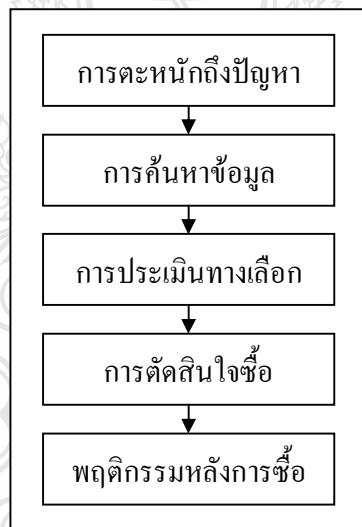 การตะหนักถึงปัญหา
การค้นหาข้อมูล
การประเมินทางเลือก
การตัดสินใจซื้อ
พฤติกรรมหลังการซื้อ